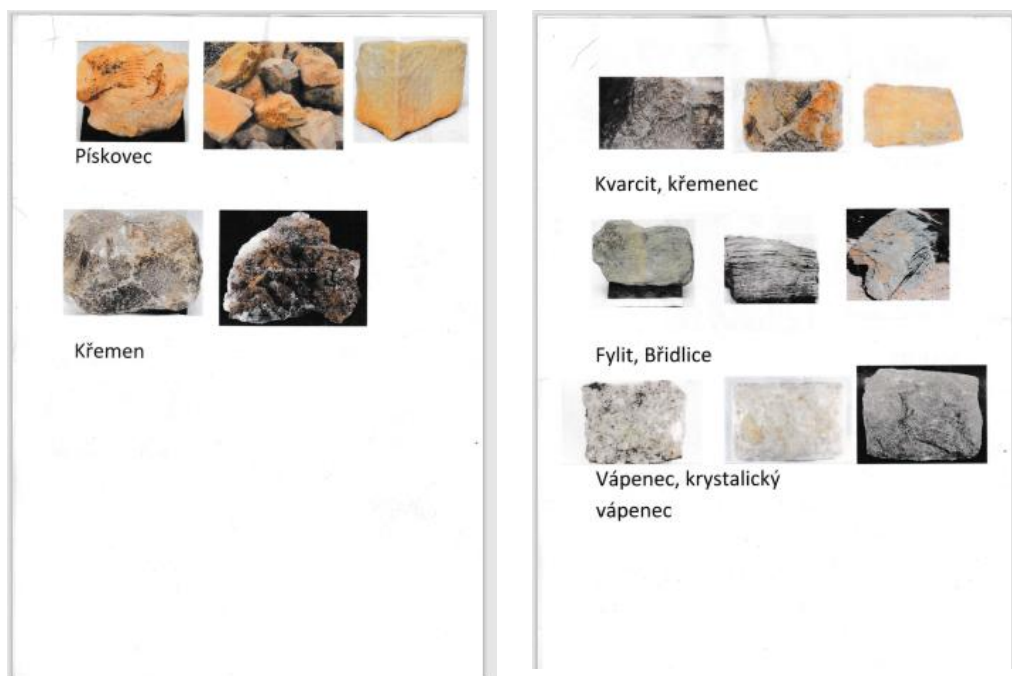 Pískovec
Křemen
Kvarcit, křemenec
Fylit, Břidlice
Vápenec, krystalický
vápenec